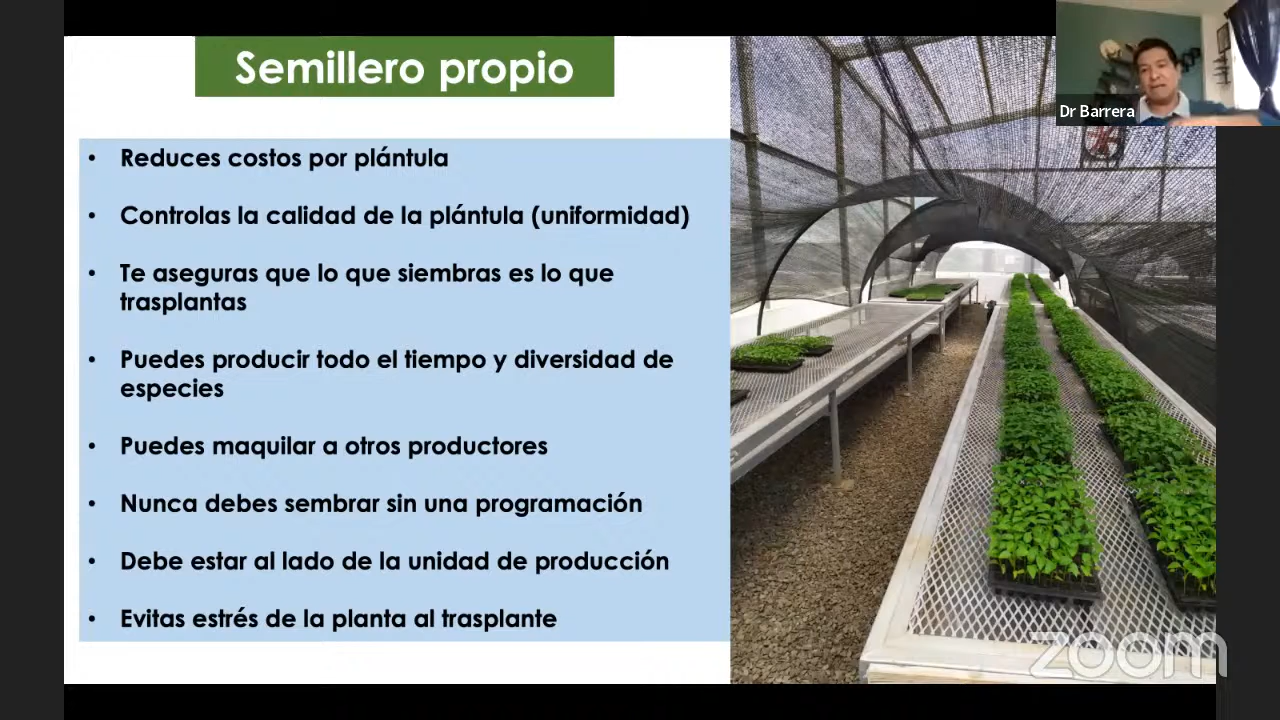 Semillero propio
Dr Barrera
• Reduces costos por plántula
• Controlas la calidad de la plántula (uniformidad)
• Te aseguras que lo que siembras es lo que
trasplantas
• Puedes producir todo el tiempo y diversidad de
especies
• Puedes maquilar a otros productores
• Nunca debes sembrar sin una programación
• Debe estar al lado de la unidad de producción
• Evitas estrés de la planta al trasplante
zoom